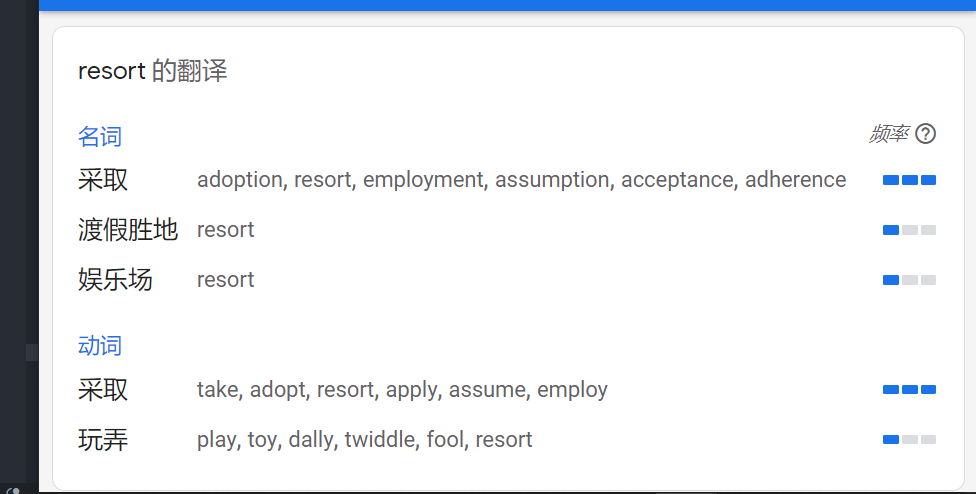 resort 的翻译
名词 频率 ?
采取 adoption, resort, employment, assumption, acceptance, adherence
渡假胜地 resort
娱乐场 resort
动词
采取 take, adopt, resort, apply, assume, employ
玩弄 play, toy, dally, twiddle, fool, resort